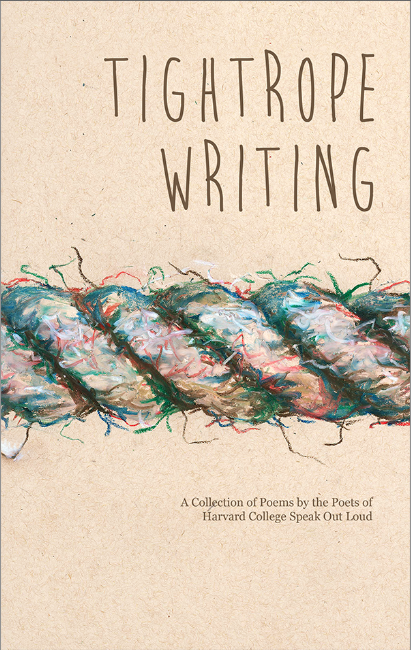 TIGHTROPE
WRITING
A Collection of Poems by the Poets of
Harvard College Speak Out Loud